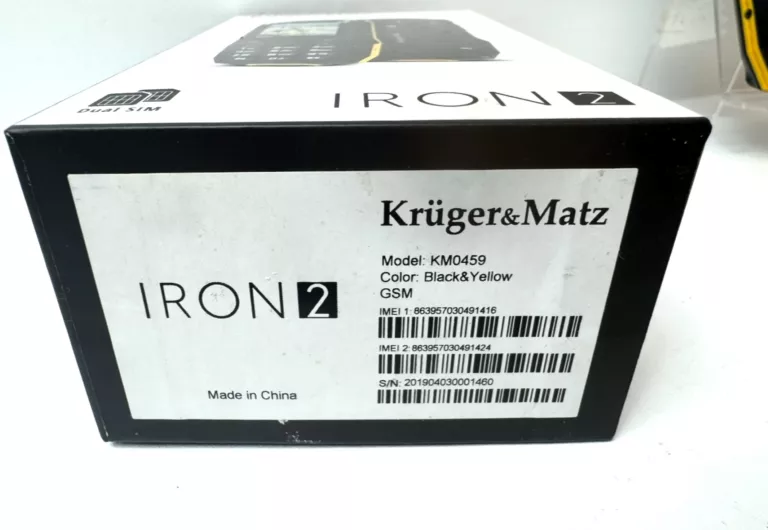 Dual SIM
IRON 2
IRON 2
Made in China
Krüger&Matz
Model: KM0459
Color: Black&Yellow
GSM
IMEI 1: 863957030491416
IMEI 2: 863957030491424
S/N: 201904030001460